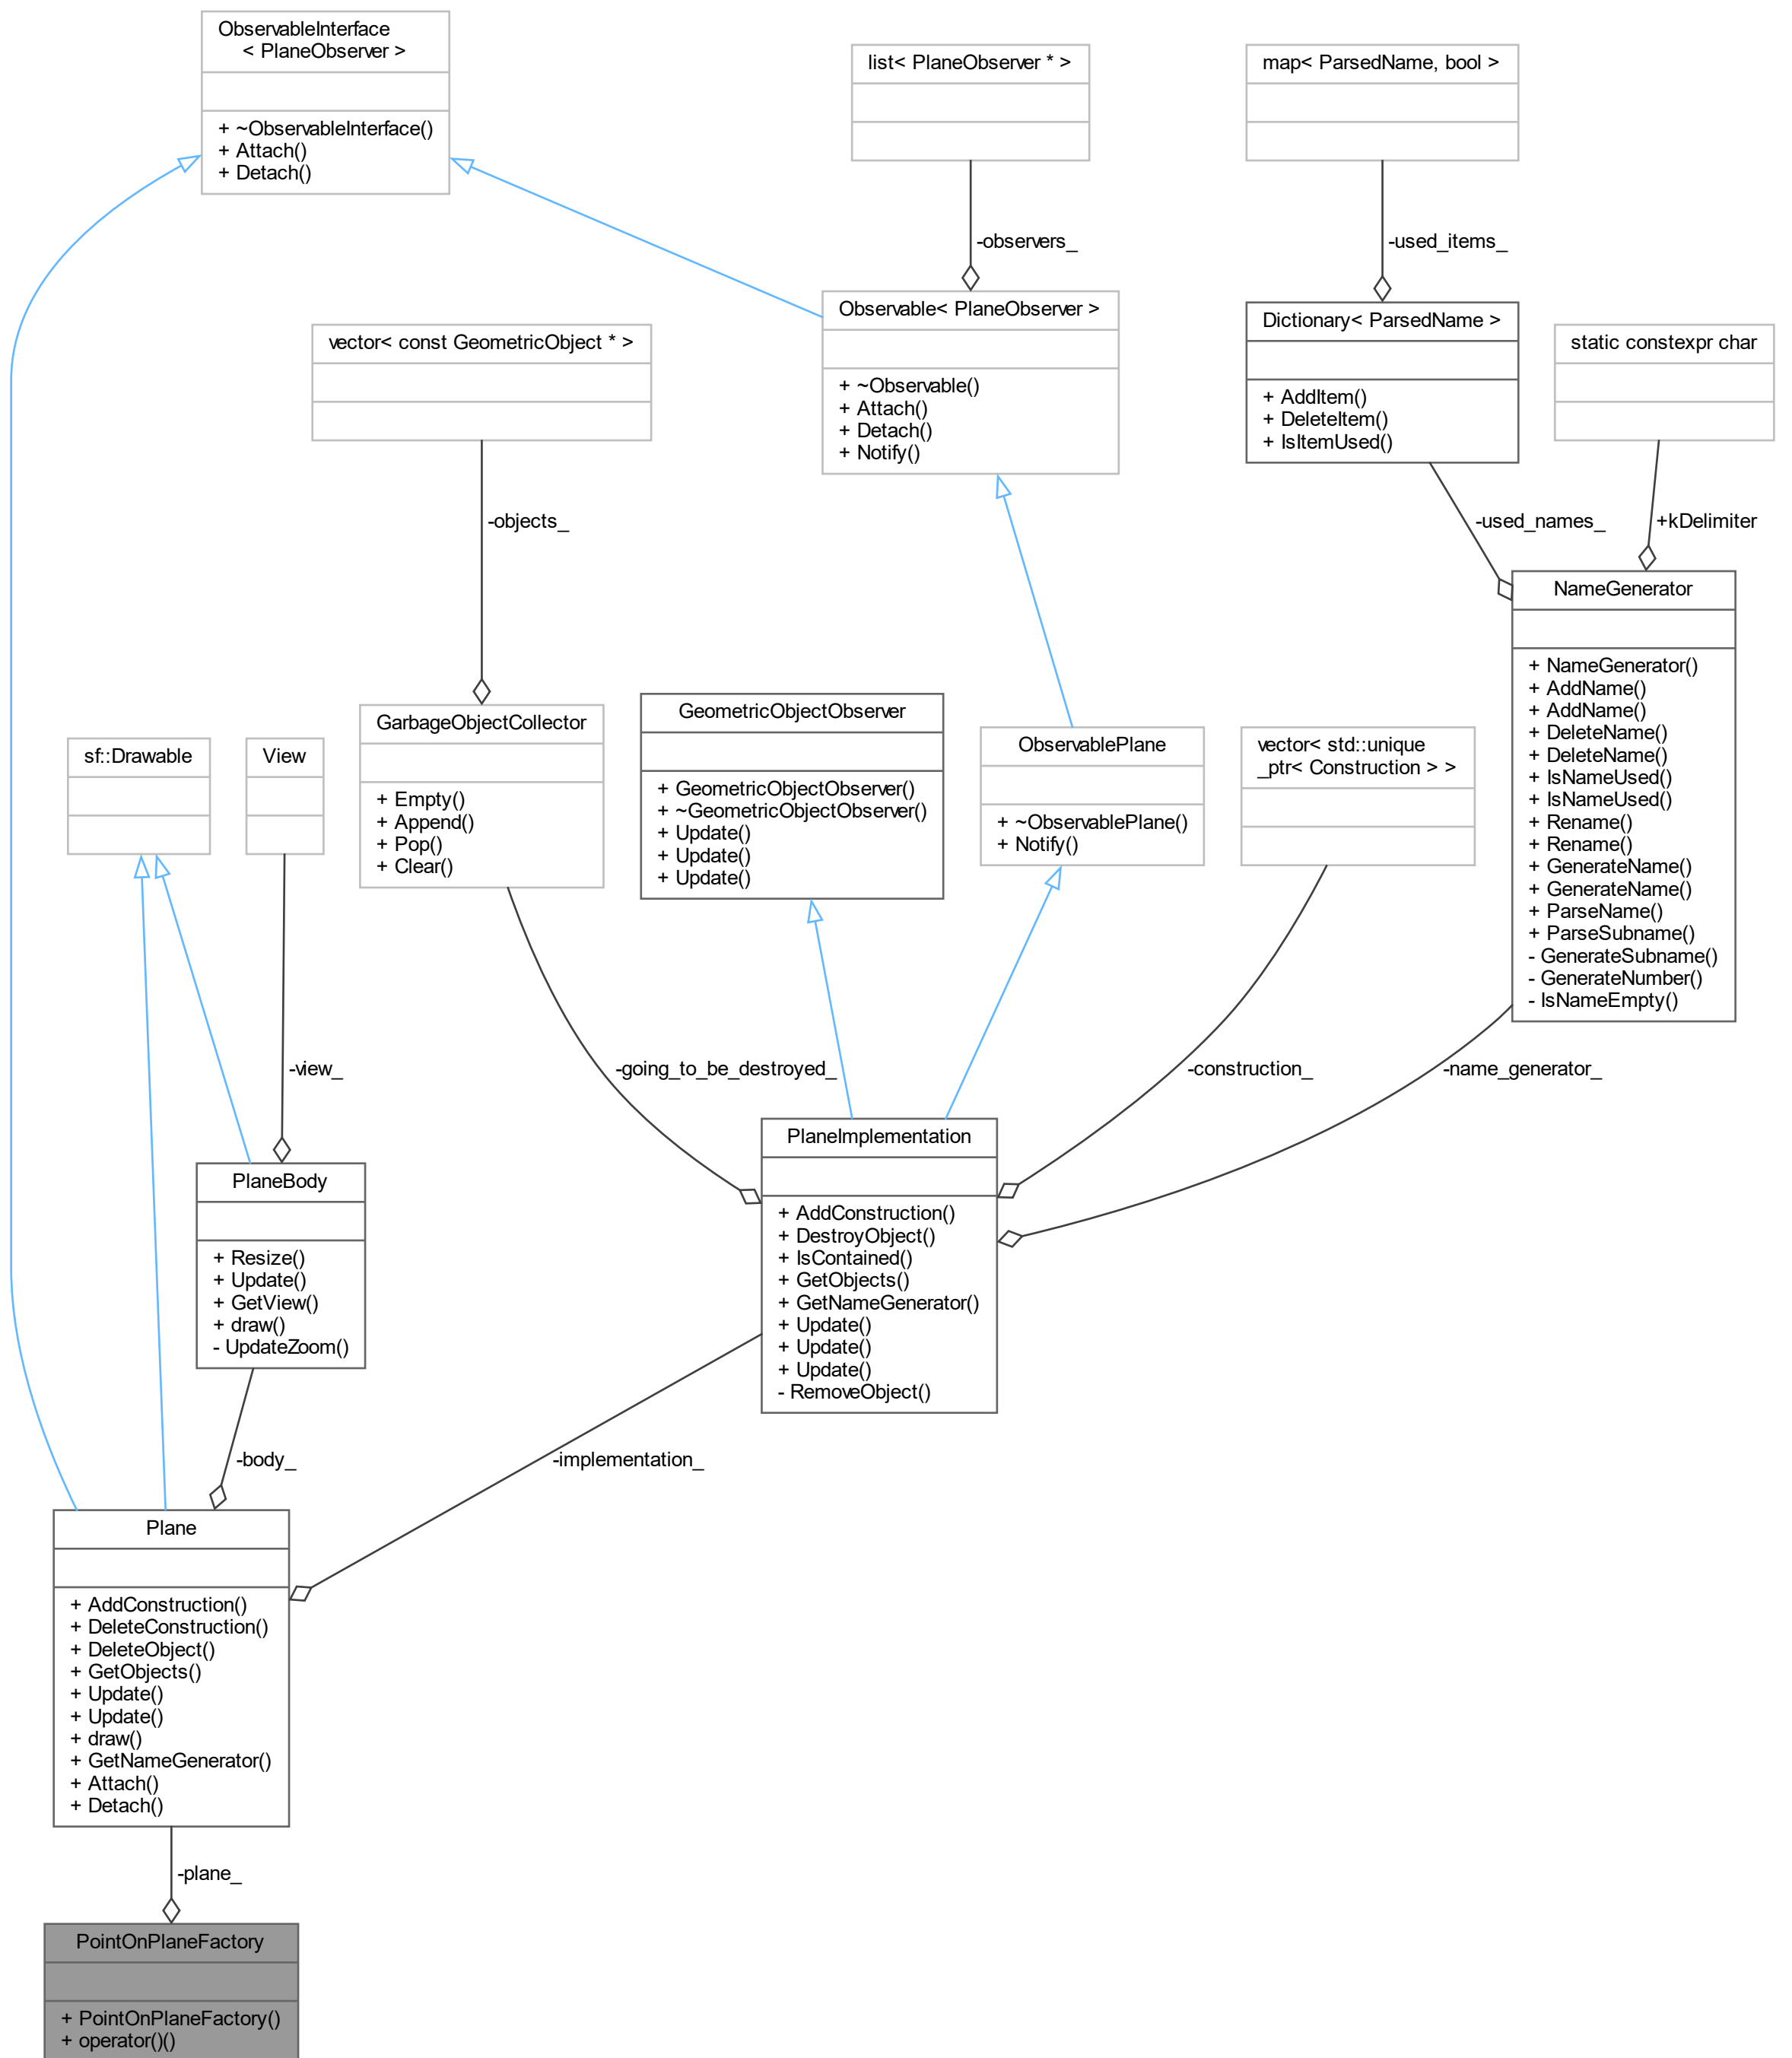 ObservableInterface
< PlaneObserver >
+ ~ObservableInterface()
+ Attach()
+ Detach()
list< PlaneObserver * >
map< ParsedName, bool >
-observers_
-used_items_
Observable< PlaneObserver >
+ ~Observable()
+ Attach()
+ Detach()
+ Notify()
Dictionary< ParsedName >
+ AddItem()
+ DeleteItem()
+ IsItemUsed()
vector< const GeometricObject * >
static constexpr char
-objects_
-used_names_
+kDelimiter
NameGenerator
+ NameGenerator()
+ AddName()
+ AddName()
+ DeleteName()
+ DeleteName()
+ IsNameUsed()
+ IsNameUsed()
+ Rename()
+ Rename()
+ GenerateName()
+ GenerateName()
+ ParseName()
+ ParseSubname()
- GenerateSubname()
- GenerateNumber()
- IsNameEmpty()
sf::Drawable
View
GarbageObjectCollector
+ Empty()
+ Append()
+ Pop()
+ Clear()
GeometricObjectObserver
+ GeometricObjectObserver()
+ ~GeometricObjectObserver()
+ Update()
+ Update()
+ Update()
ObservablePlane
+ ~ObservablePlane()
+ Notify()
vector< std::unique
_ptr< Construction > >
-view_
-going_to_be_destroyed_
-construction_
-name_generator_
PlaneBody
+ Resize()
+ Update()
+ GetView()
+ draw()
- UpdateZoom()
PlaneImplementation
+ AddConstruction()
+ DestroyObject()
+ IsContained()
+ GetObjects()
+ GetNameGenerator()
+ Update()
+ Update()
+ Update()
- RemoveObject()
-body_
-implementation_
Plane
+ AddConstruction()
+ DeleteConstruction()
+ DeleteObject()
+ GetObjects()
+ Update()
+ Update()
+ draw()
+ GetNameGenerator()
+ Attach()
+ Detach()
-plane_
PointOnPlaneFactory
+ PointOnPlaneFactory()
+ operator()()